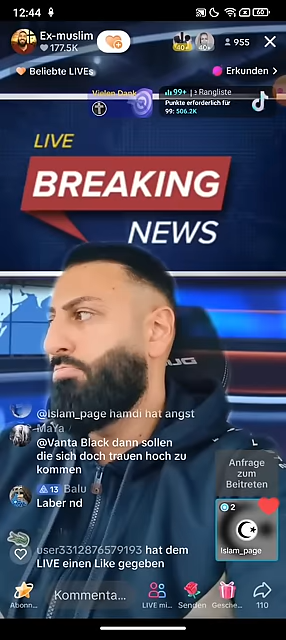 12:44
60
Ex-muslim
177.5K
955
Beliebte LIVEs
Erkunden
Vielen Dank
99+ | Rangliste
Punkte erforderlich für
99: 506.2K
LIVE
BREAKING
NEWS
@Islam_page hamdi hat angst
MaYa
@Vanta Black dann sollen
die sich doch trauen hoch zu
kommen
13 Balu
Laber nd
user3312876579193 hat dem
LIVE einen Like gegeben
Anfrage
zum
Beitreten
2
Islam_page
Abonn...
Kommenta...
LIVE mi...
Senden
Gesche...
110